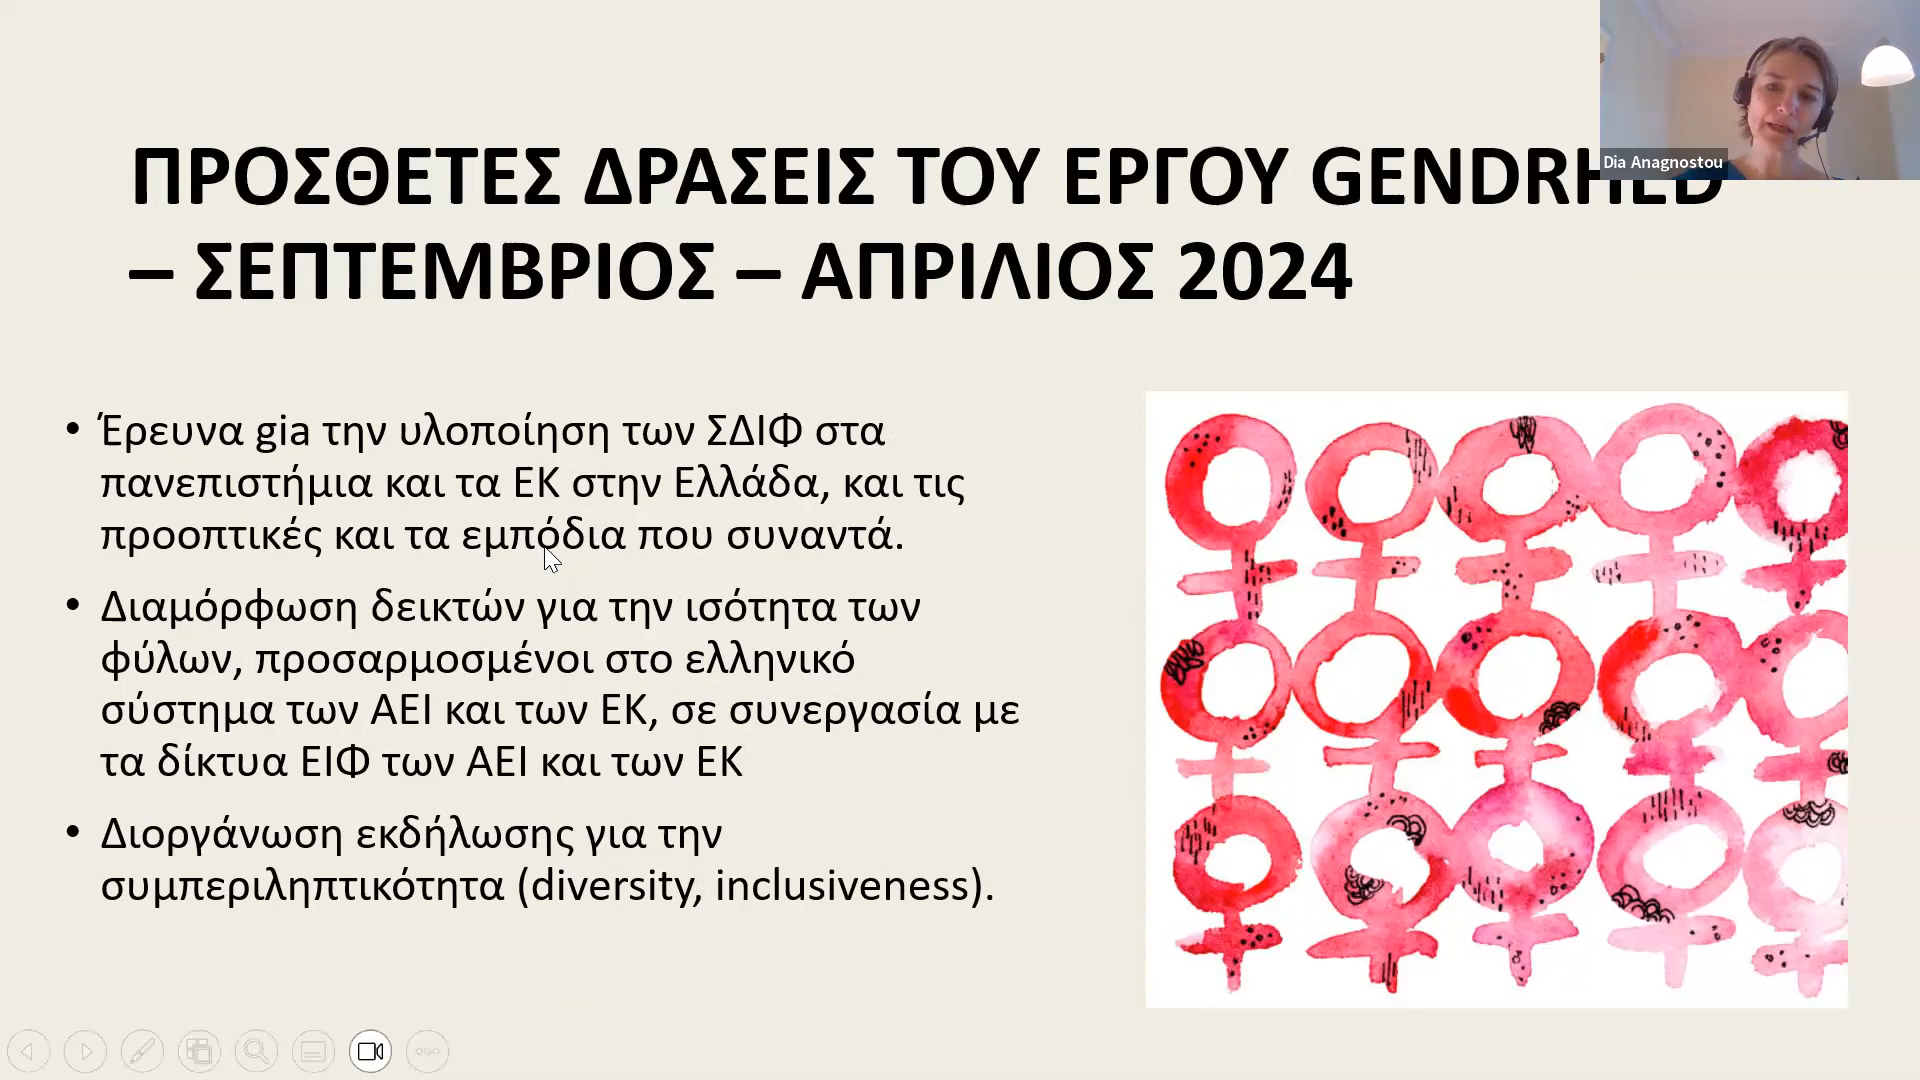 ΠΡΟΣΘΕΤΕΣ ΔΡΑΣΕΙΣ ΤΟΥ ΕΡΓΟΥ GENDRHED
– ΣΕΠΤΕΜΒΡΙΟΣ – ΑΠΡΙΛΙΟΣ 2024
Dia Anagnostou
• Έρευνα gia την υλοποίηση των ΣΔΙΦ στα
πανεπιστήμια και τα ΕΚ στην Ελλάδα, και τις
προοπτικές και τα εμπόδια που συναντά.
• Διαμόρφωση δεικτών για την ισότητα των
φύλων, προσαρμοσμένοι στο ελληνικό
σύστημα των ΑΕΙ και των ΕΚ, σε συνεργασία με
τα δίκτυα ΕΙΦ των ΑΕΙ και των ΕΚ
• Διοργάνωση εκδήλωσης για την
συμπεριληπτικότητα (diversity, inclusiveness).